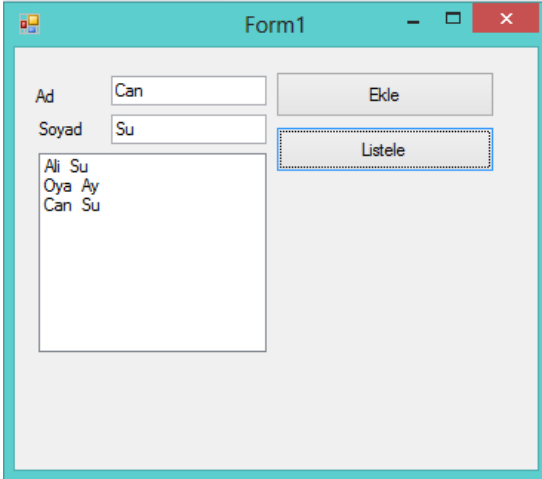 Form1
Ad Can Ekle
Soyad Su Listele
Ali Su
Oya Ay
Can Su